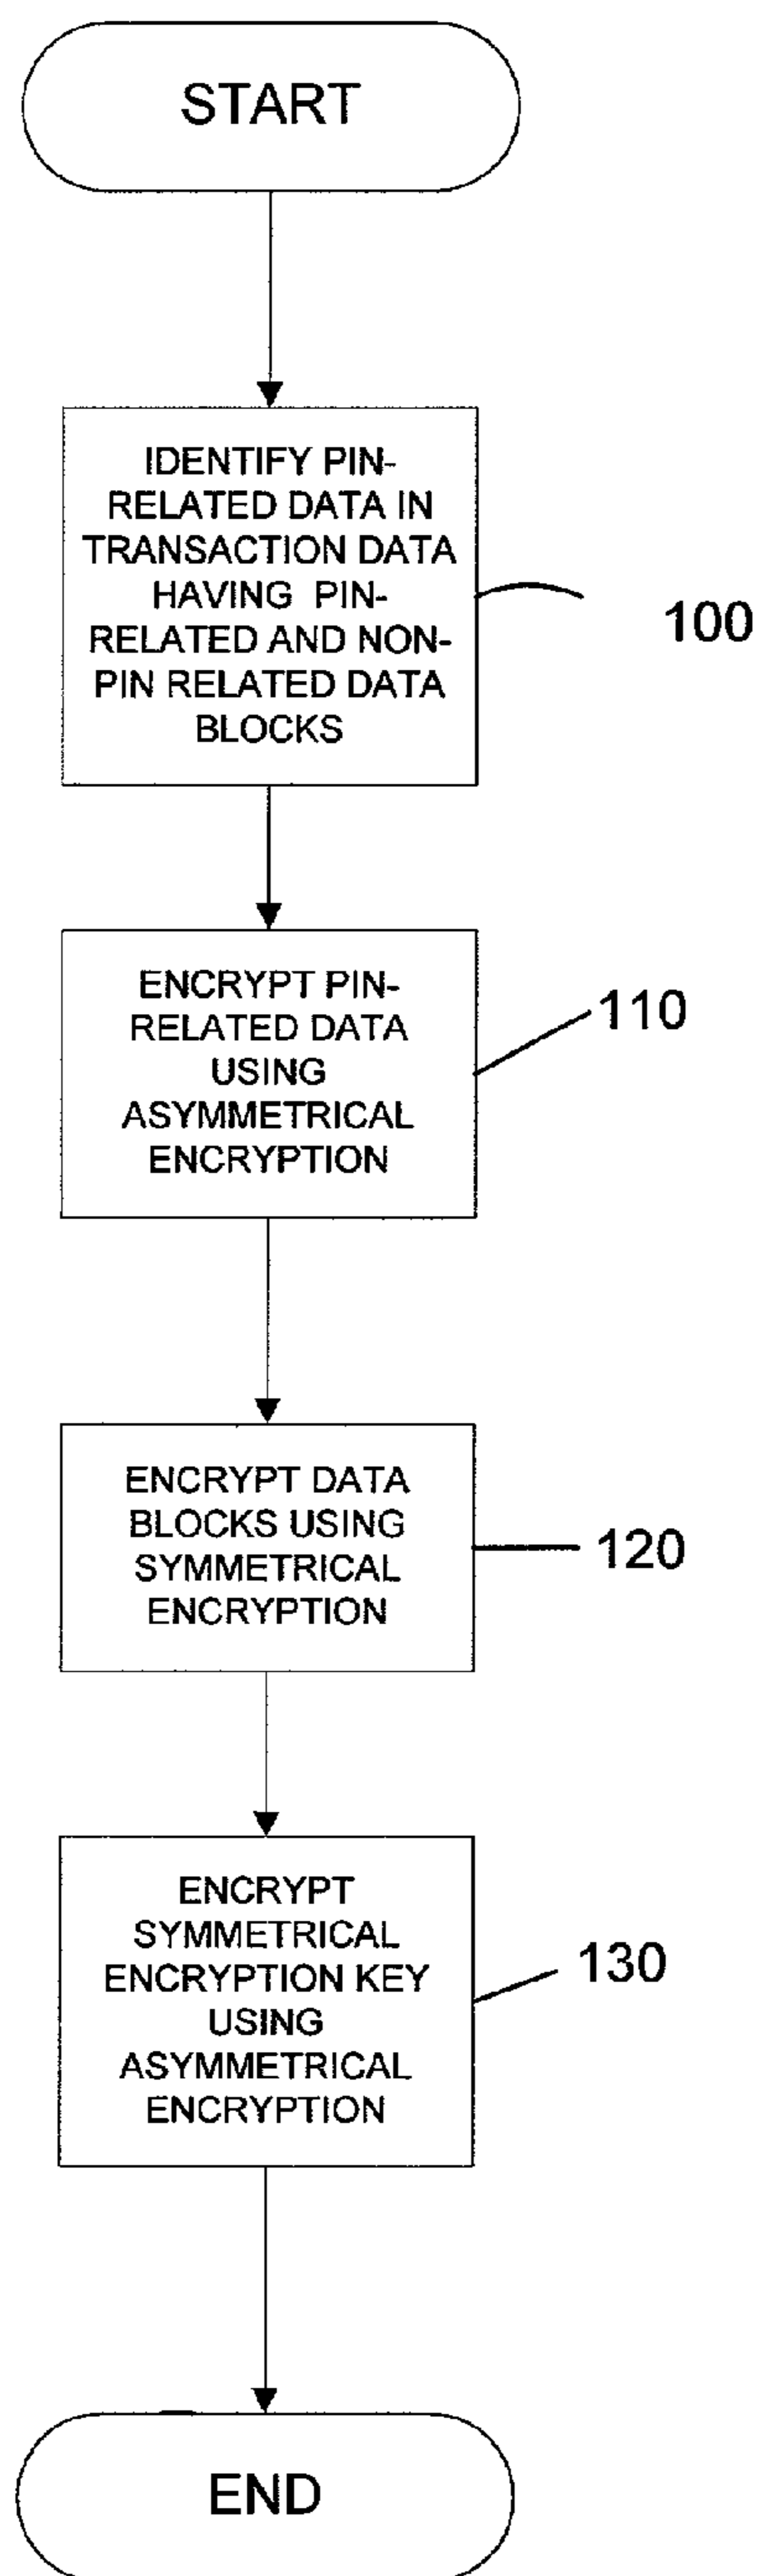 START
IDENTIFY PIN-
RELATED DATA IN
TRANSACTION DATA
HAVING PIN-
RELATED AND NON-
PIN RELATED DATA
BLOCKS
100
ENCRYPT PIN-
RELATED DATA
USING
ASYMMETRICAL
ENCRYPTION
110
ENCRYPT DATA
BLOCKS USING
SYMMETRICAL
ENCRYPTION
120
ENCRYPT
SYMMETRICAL
ENCRYPTION KEY
USING
ASYMMETRICAL
ENCRYPTION
130
END